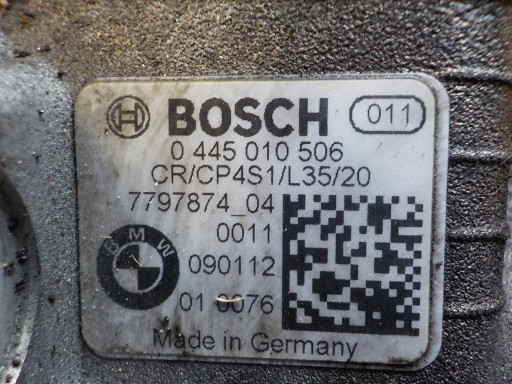 BOSCH 011
0 445 010 506
CR/CP4S1/L35/20
7797874_04
0011
BMW
090112
01 0076
Made in Germany